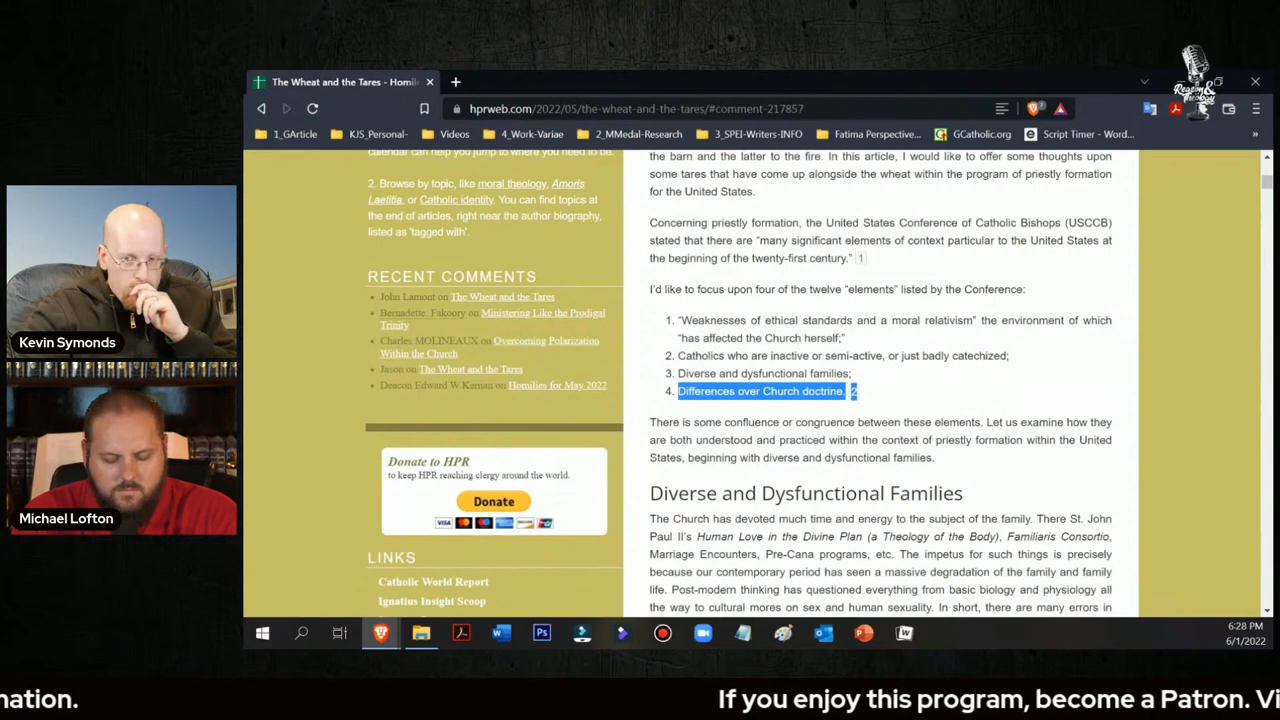 The Wheat and the Tares - Homil
Reason &
Theology
hprweb.com/2022/05/the-wheat-and-the-tares/#comment-217857
1_GArticle
KJS_Personal-
Videos
4_Work-Variae
2_MMedal-Research
3_SPEI-Writers-INFO
Fatima Perspective...
GCatholic.org
Script Timer - Word...
»
calendar can help you jump to where you need to be.
2. Browse by topic, like moral theology, Amoris
Laetitia, or Catholic identity. You can find topics at
the end of articles, right near the author biography,
listed as 'tagged with'.
RECENT COMMENTS
John Lamont on The Wheat and the Tares
Bernadette. Fakoory on Ministering Like the Prodigal
Trinity
Charles MOLINEAUX on Overcoming Polarization
Within the Church
Jason on The Wheat and the Tares
Deacon Edward W Kernan on Homilies for May 2022
Donate to HPR
to keep HPR reaching clergy around the world.
Donate
LINKS
Catholic World Report
Ignatius Insight Scoop
the barn and the latter to the fire. In this article, I would like to offer some thoughts upon
some tares that have come up alongside the wheat within the program of priestly formation
for the United States.
Concerning priestly formation, the United States Conference of Catholic Bishops (USCCB)
stated that there are “many significant elements of context particular to the United States at
the beginning of the twenty-first century.” 1
I’d like to focus upon four of the twelve “elements” listed by the Conference:
1. “Weaknesses of ethical standards and a moral relativism” the environment of which
“has affected the Church herself;”
2. Catholics who are inactive or semi-active, or just badly catechized;
3. Diverse and dysfunctional families;
4. Differences over Church doctrine. 2
There is some confluence or congruence between these elements. Let us examine how they
are both understood and practiced within the context of priestly formation within the United
States, beginning with diverse and dysfunctional families.
Diverse and Dysfunctional Families
The Church has devoted much time and energy to the subject of the family. There St. John
Paul II’s Human Love in the Divine Plan (a Theology of the Body), Familiaris Consortio,
Marriage Encounters, Pre-Cana programs, etc. The impetus for such things is precisely
because our contemporary period has seen a massive degradation of the family and family
life. Post-modern thinking has questioned everything from basic biology and physiology all
the way to cultural mores on sex and human sexuality. In short, there are many errors in
Kevin Symonds
Michael Lofton
6:28 PM
6/1/2022
mation.
If you enjoy this program, become a Patron. Vi